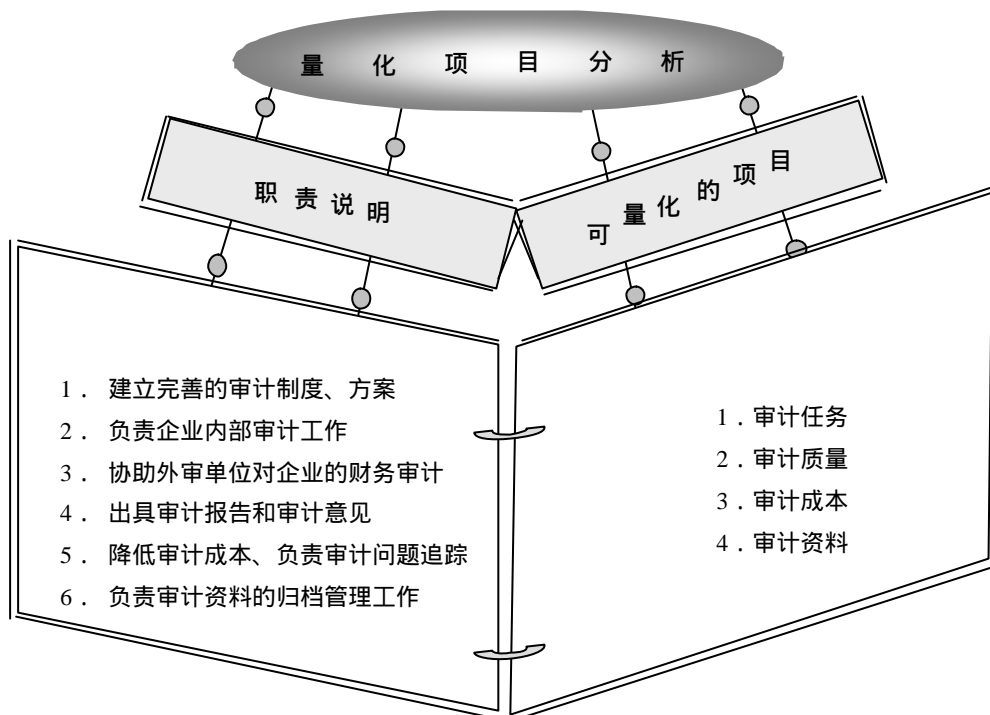 量化项目分析
职责说明
可量化的项目
1． 建立完善的审计制度、方案
2． 负责企业内部审计工作
3． 协助外审单位对企业的财务审计
4． 出具审计报告和审计意见
5． 降低审计成本、负责审计问题追踪
6． 负责审计资料的归档管理工作
1．审计任务
2．审计质量
3．审计成本
4．审计资料